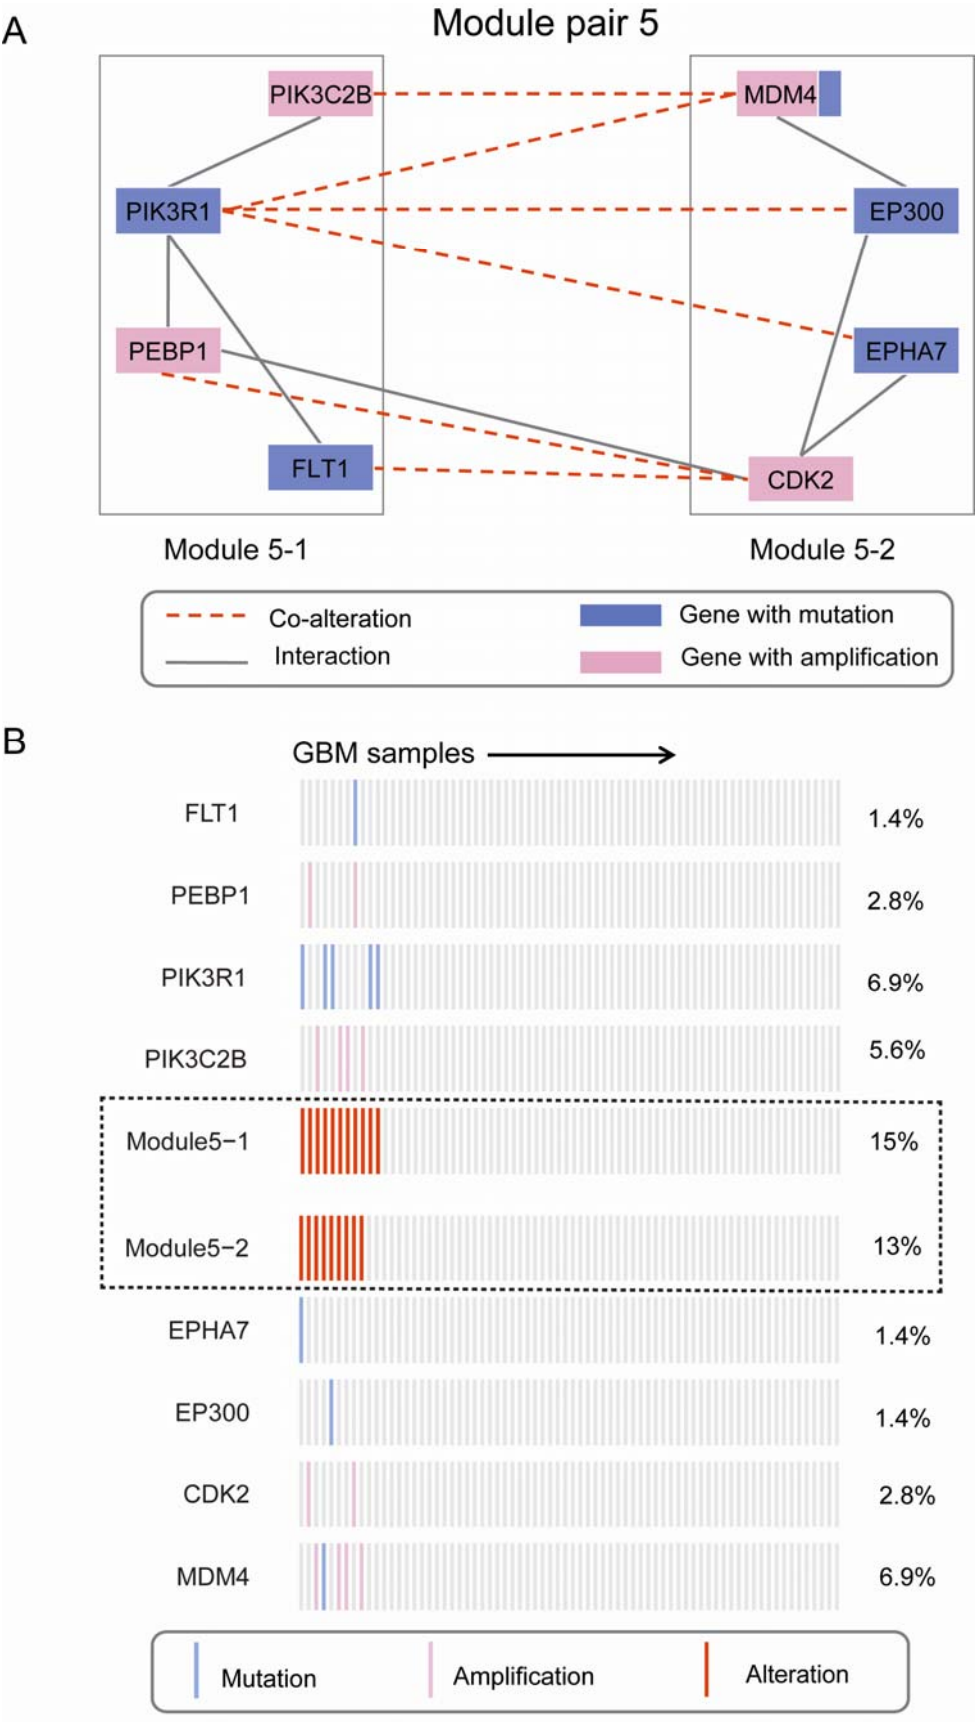 A
Module pair 5
PIK3C2B
MDM4
PIK3R1
EP300
PEBP1
EPHA7
FLT1
CDK2
Module 5-1
Module 5-2
Co-alteration
Gene with mutation
Interaction
Gene with amplification
B
GBM samples
FLT1
1.4%
PEBP1
2.8%
PIK3R1
6.9%
PIK3C2B
5.6%
Module5−1
15%
Module5−2
13%
EPHA7
1.4%
EP300
1.4%
CDK2
2.8%
MDM4
6.9%
Mutation
Amplification
Alteration